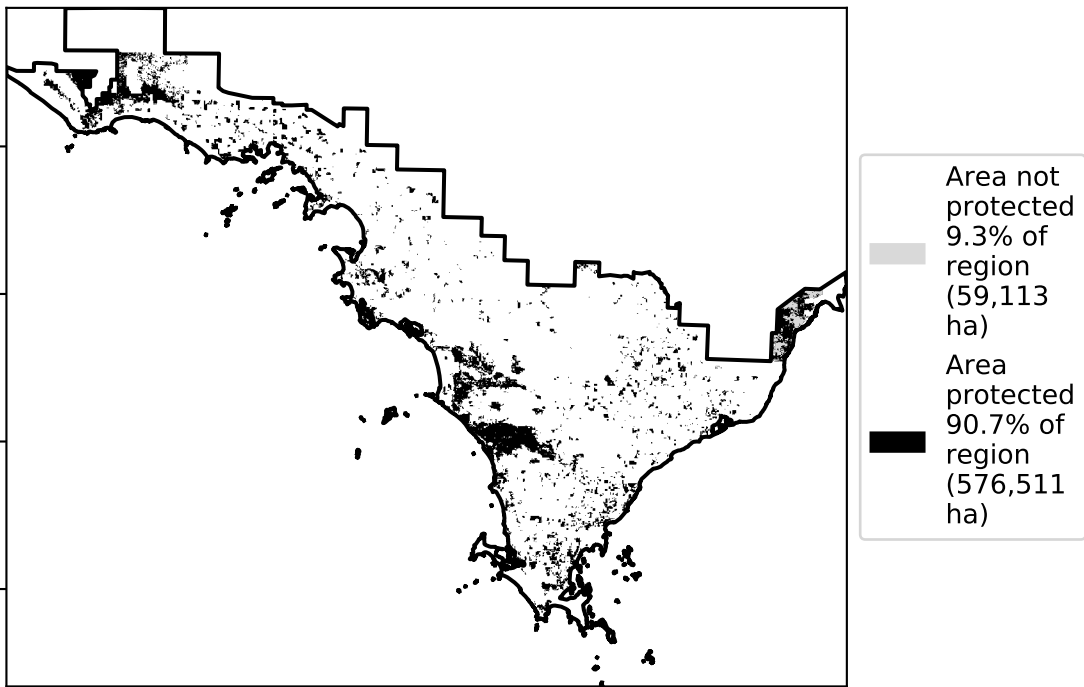 Area not
protected
9.3% of
region
(59,113
ha)
Area
protected
90.7% of
region
(576,511
ha)